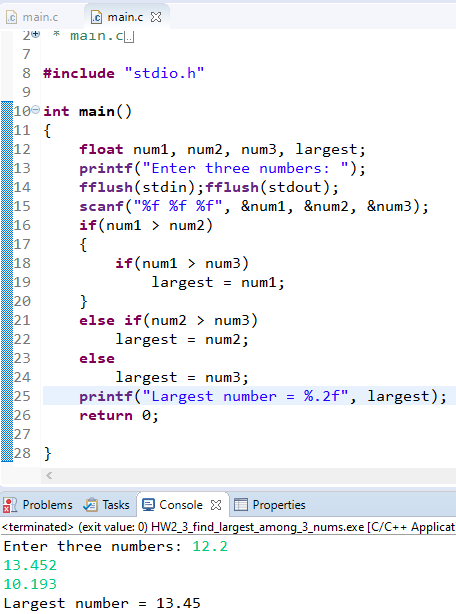 main.c main.c
2 * main.c
7
8 #include "stdio.h"
9
10 int main()
11 {
12 float num1, num2, num3, largest;
13 printf("Enter three numbers: ");
14 fflush(stdin);fflush(stdout);
15 scanf("%f %f %f", &num1, &num2, &num3);
16 if(num1 > num2)
17 {
18 if(num1 > num3)
19 largest = num1;
20 }
21 else if(num2 > num3)
22 largest = num2;
23 else
24 largest = num3;
25 printf("Largest number = %.2f", largest);
26 return 0;
27
28 }
Problems Tasks Console Properties
<terminated> (exit value: 0) HW2_3_find_largest_among_3_nums.exe [C/C++ Applicat
Enter three numbers: 12.2
13.452
10.193
Largest number = 13.45